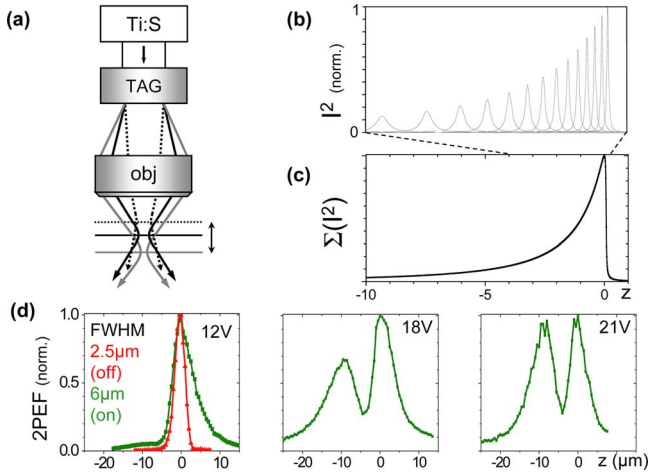 (a)
Ti:S
TAG
obj
(b)
I² (norm.)
1
0
(c)
Σ(I²)
-10
-5
0
z
(d)
2PEF (norm.)
1.0
0.5
0.0
FWHM
2.5µm
(off)
6µm
(on)
12V
-20
-10
0
10
18V
-20
-10
0
10
21V
-20
-10
0
10
z (µm)